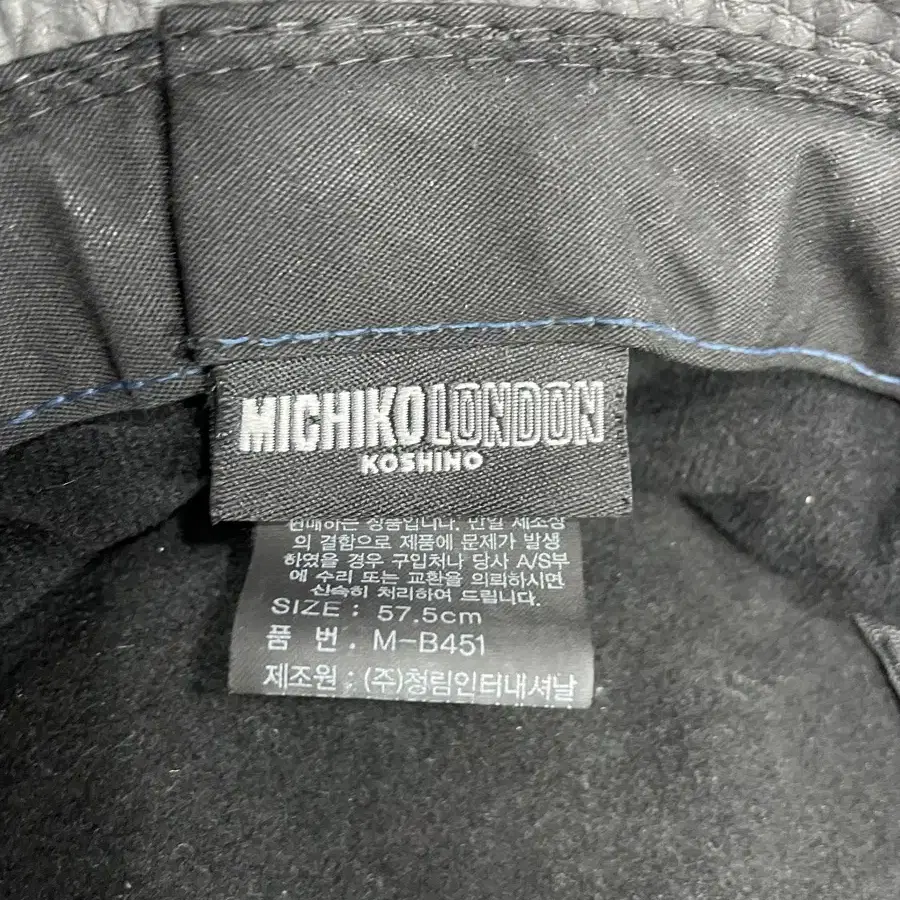 MICHIKOLONDON
KOSHINO
판매하는 정품입니다. 만일 제조상
의 결함으로 제품에 문제가 발생
하였을 경우 구입처나 당사 A/S부
에 수리 또는 교환을 의뢰하시면
신속히 처리하여 드립니다.
SIZE : 57.5cm
품 번. M-B451
제조원 : (주)청림인터내셔날